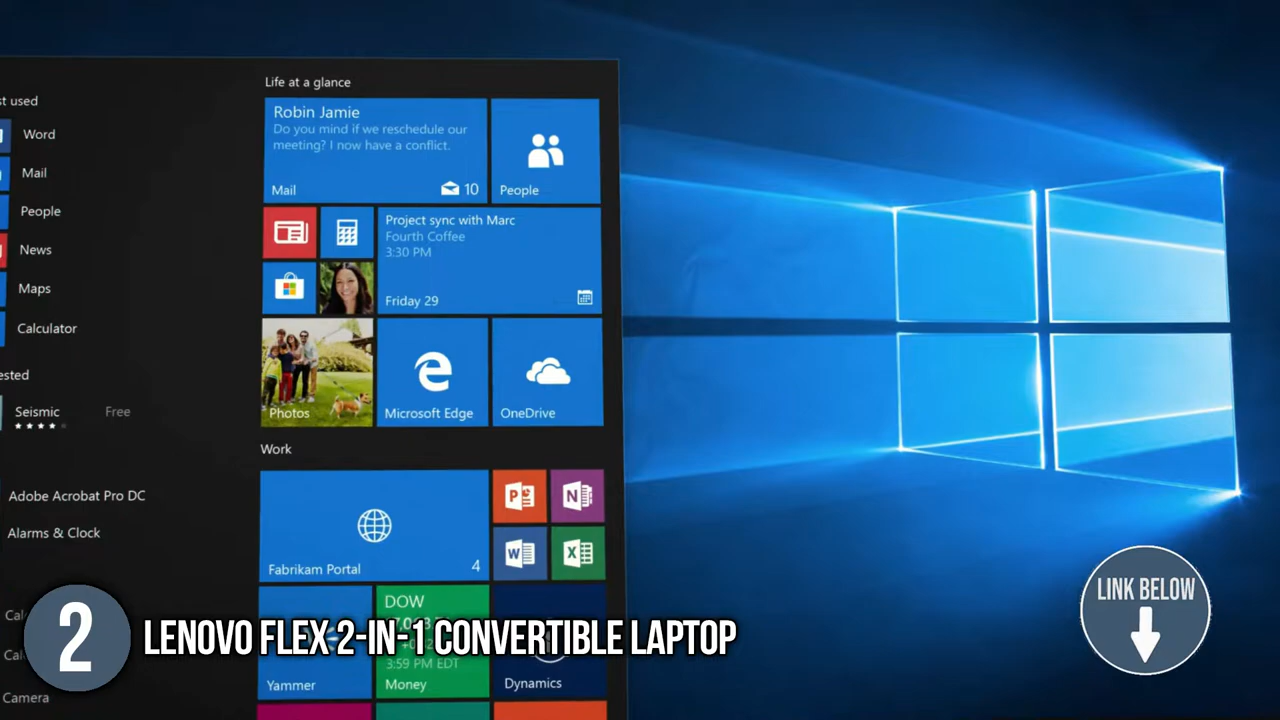 st used
Word
Mail
People
News
Maps
Calculator
ested
Seismic Free
Adobe Acrobat Pro DC
Alarms & Clock
Cal
Cal
Camera
Life at a glance
Robin Jamie
Do you mind if we reschedule our
meeting? I now have a conflict.
Mail 10
People
Project sync with Marc
Fourth Coffee
3:30 PM
Friday 29
Photos
Microsoft Edge
OneDrive
Work
Fabrikam Portal 4
P
N
W
X
Yammer
DOW
3:59 PM EDT
Money
Dynamics
2
LENOVO FLEX 2-IN-1 CONVERTIBLE LAPTOP
LINK BELOW